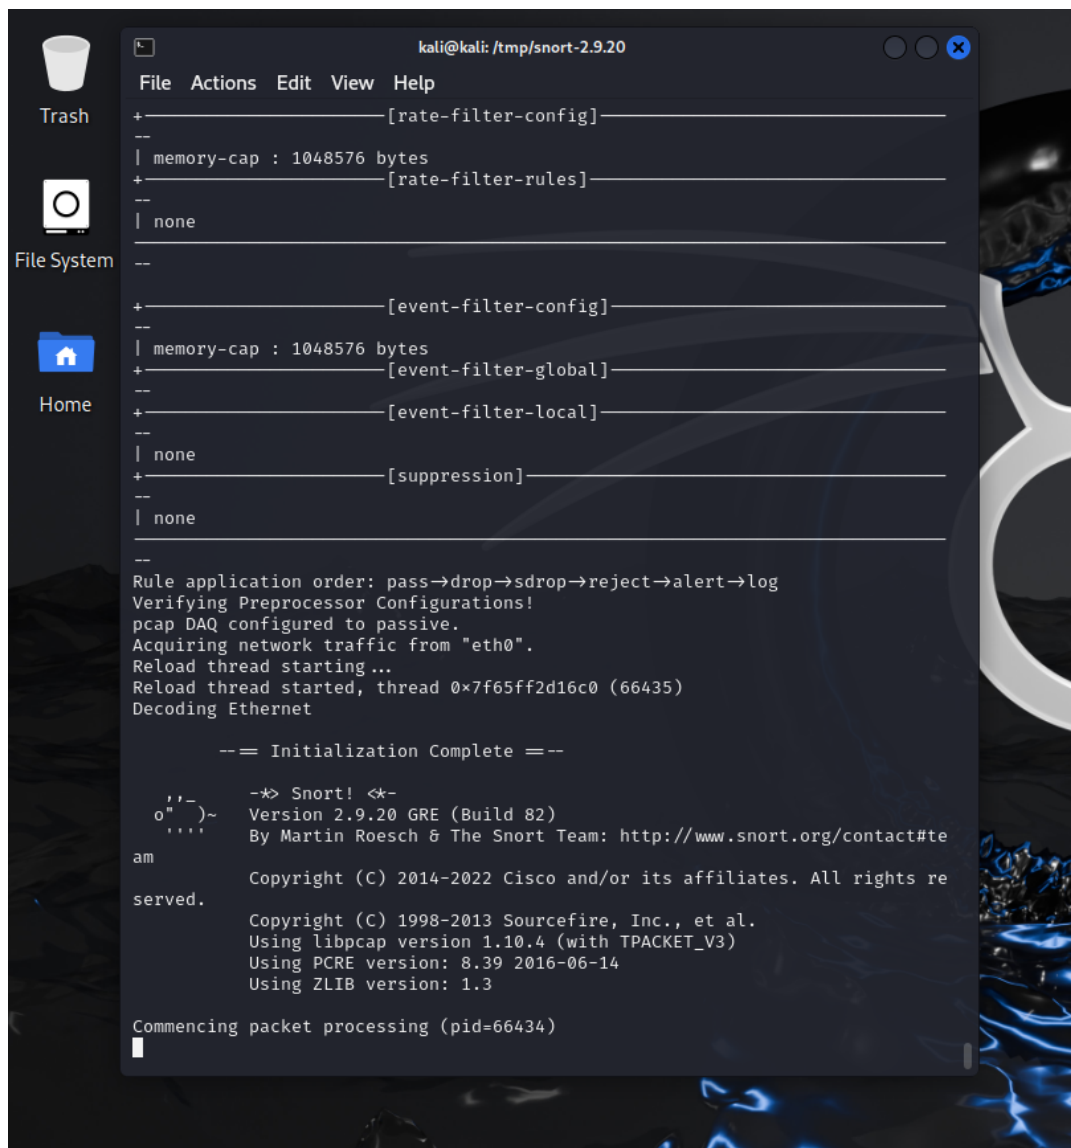 kali@kali: /tmp/snort-2.9.20
File Actions Edit View Help
Trash
File System
Home
+-----------------------[rate-filter-config]---------------------------------
--
| memory-cap : 1048576 bytes
+-----------------------[rate-filter-rules]----------------------------------
--
| none
-----------------------------------------------------------------------------
--
+-----------------------[event-filter-config]--------------------------------
--
| memory-cap : 1048576 bytes
+-----------------------[event-filter-global]--------------------------------
--
+-----------------------[event-filter-local]---------------------------------
--
| none
+-----------------------[suppression]----------------------------------------
--
| none
-----------------------------------------------------------------------------
--
Rule application order: pass->drop->sdrop->reject->alert->log
Verifying Preprocessor Configurations!
pcap DAQ configured to passive.
Acquiring network traffic from "eth0".
Reload thread starting...
Reload thread started, thread 0x7f65ff2d16c0 (66435)
Decoding Ethernet
--== Initialization Complete ==--
,,_ -*> Snort! <*-
o" )~ Version 2.9.20 GRE (Build 82)
'''' By Martin Roesch & The Snort Team: http://www.snort.org/contact#te
am
Copyright (C) 2014-2022 Cisco and/or its affiliates. All rights re
served.
Copyright (C) 1998-2013 Sourcefire, Inc., et al.
Using libpcap version 1.10.4 (with TPACKET_V3)
Using PCRE version: 8.39 2016-06-14
Using ZLIB version: 1.3
Commencing packet processing (pid=66434)